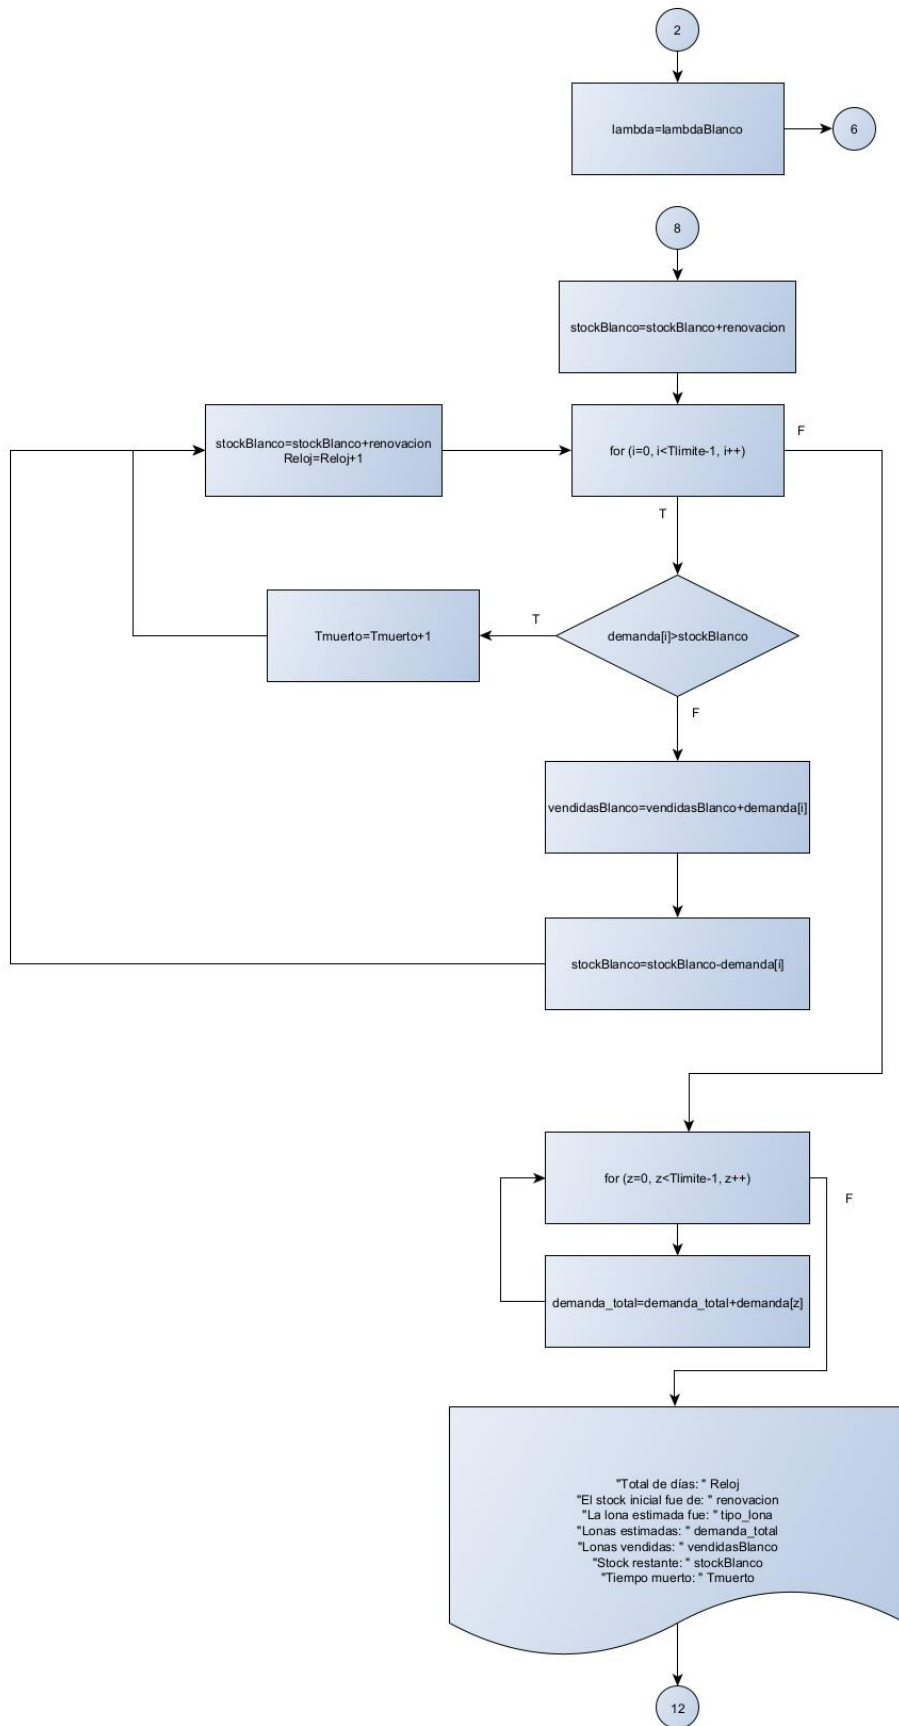 2
lambda=lambdaBlanco
6
8
stockBlanco=stockBlanco+renovacion
stockBlanco=stockBlanco+renovacion
Reloj=Reloj+1
for (i=0, i<Tlimite-1, i++)
F
T
Tmuerto=Tmuerto+1
T
demanda[i]>stockBlanco
F
vendidasBlanco=vendidasBlanco+demanda[i]
stockBlanco=stockBlanco-demanda[i]
for (z=0, z<Tlimite-1, z++)
F
demanda_total=demanda_total+demanda[z]
"Total de días: " Reloj
"El stock inicial fue de: " renovacion
"La lona estimada fue: " tipo_lona
"Lonas estimadas: " demanda_total
"Lonas vendidas: " vendidasBlanco
"Stock restante: " stockBlanco
"Tiempo muerto: " Tmuerto
12